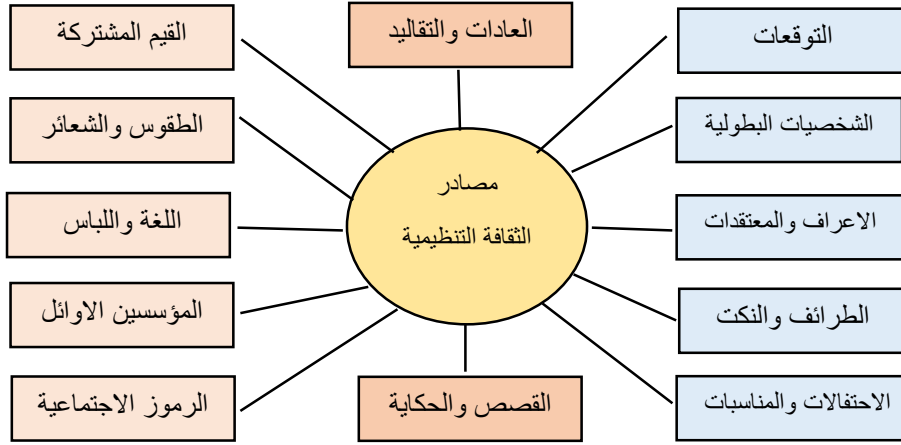 التوقعات
العادات والتقاليد
القيم المشتركة
الشخصيات البطولية
الطقوس والشعائر
مصادر
الثقافة التنظيمية
الاعراف والمعتقدات
اللغة واللباس
الطرائف والنكت
المؤسسين الاوائل
الاحتفالات والمناسبات
القصص والحكاية
الرموز الاجتماعية